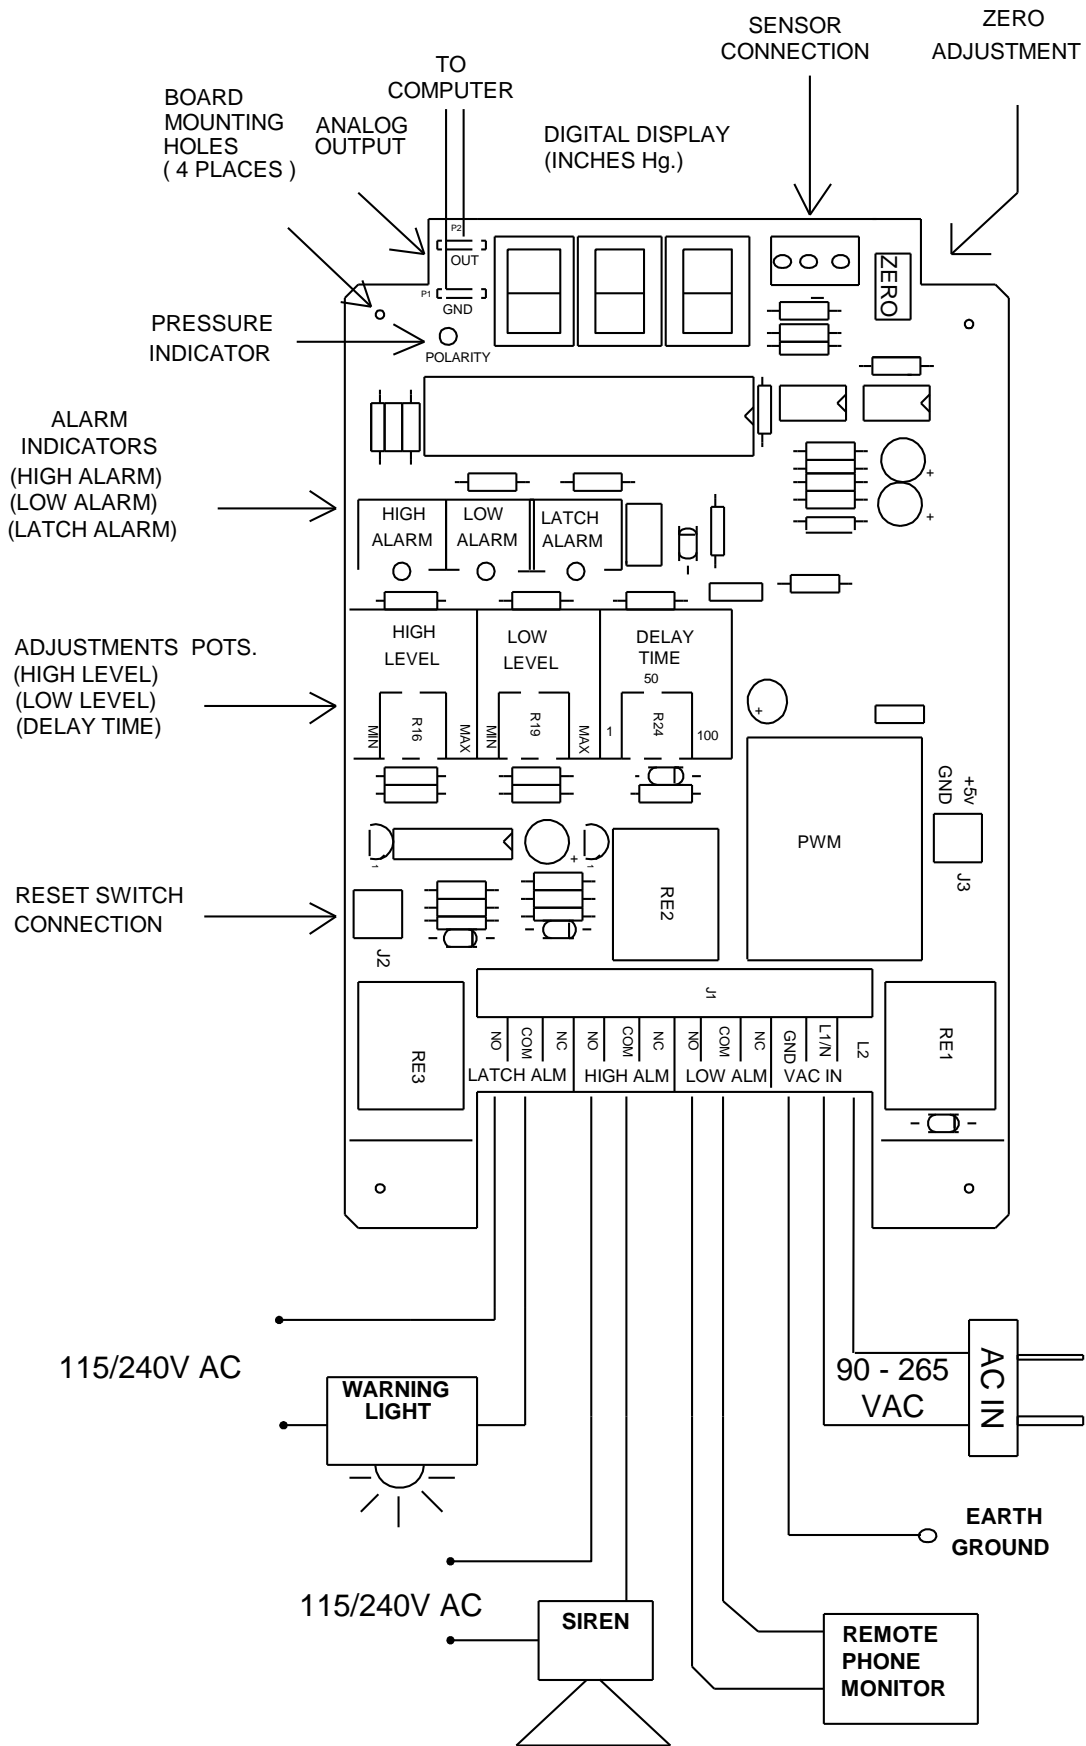 SENSOR
CONNECTION
ZERO
ADJUSTMENT
TO
COMPUTER
BOARD
MOUNTING
HOLES
( 4 PLACES )
ANALOG
OUTPUT
DIGITAL DISPLAY
(INCHES Hg.)
P2
OUT
P1
GND
ZERO
PRESSURE
INDICATOR
POLARITY
ALARM
INDICATORS
(HIGH ALARM)
(LOW ALARM)
(LATCH ALARM)
HIGH
ALARM
LOW
ALARM
LATCH
ALARM
+
+
ADJUSTMENTS POTS.
(HIGH LEVEL)
(LOW LEVEL)
(DELAY TIME)
HIGH
LEVEL
LOW
LEVEL
DELAY
TIME
50
MIN
R16
MAX
MIN
R19
MAX
1
R24
100
+
PWM
GND
+5v
J3
1
+
1
RE2
RESET SWITCH
CONNECTION
J2
J1
RE3
NO
COM
NC
NO
COM
NC
NO
COM
NC
GND
L1/N
L2
LATCH ALM
HIGH ALM
LOW ALM
VAC IN
RE1
115/240V AC
WARNING
LIGHT
90 - 265
VAC
AC IN
EARTH
GROUND
115/240V AC
SIREN
REMOTE
PHONE
MONITOR